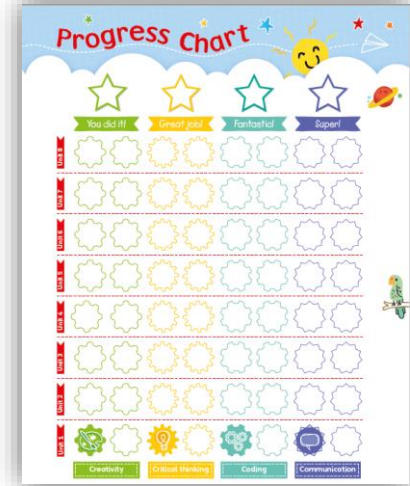 Progress Chart
You did it! Great job! Fantastic! Super!
Unit 8
Unit 7
Unit 6
Unit 5
Unit 4
Unit 3
Unit 2
Unit 1
Creativity Critical thinking Coding Communication